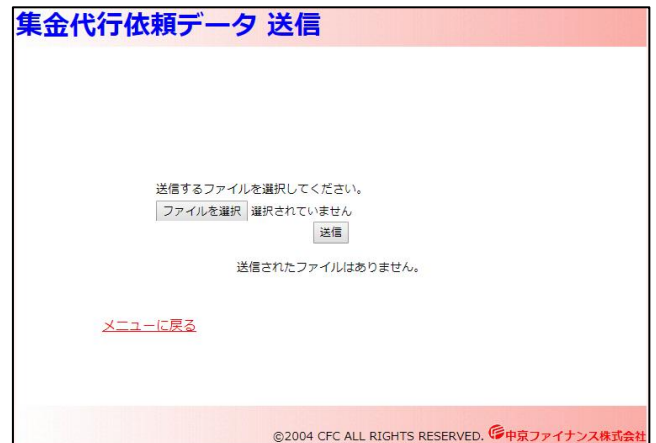 集金代行依頼データ 送信
送信するファイルを選択してください。
ファイルを選択 選択されていません
送信
送信されたファイルはありません。
メニューに戻る
©2004 CFC ALL RIGHTS RESERVED. 中京ファイナンス株式会社